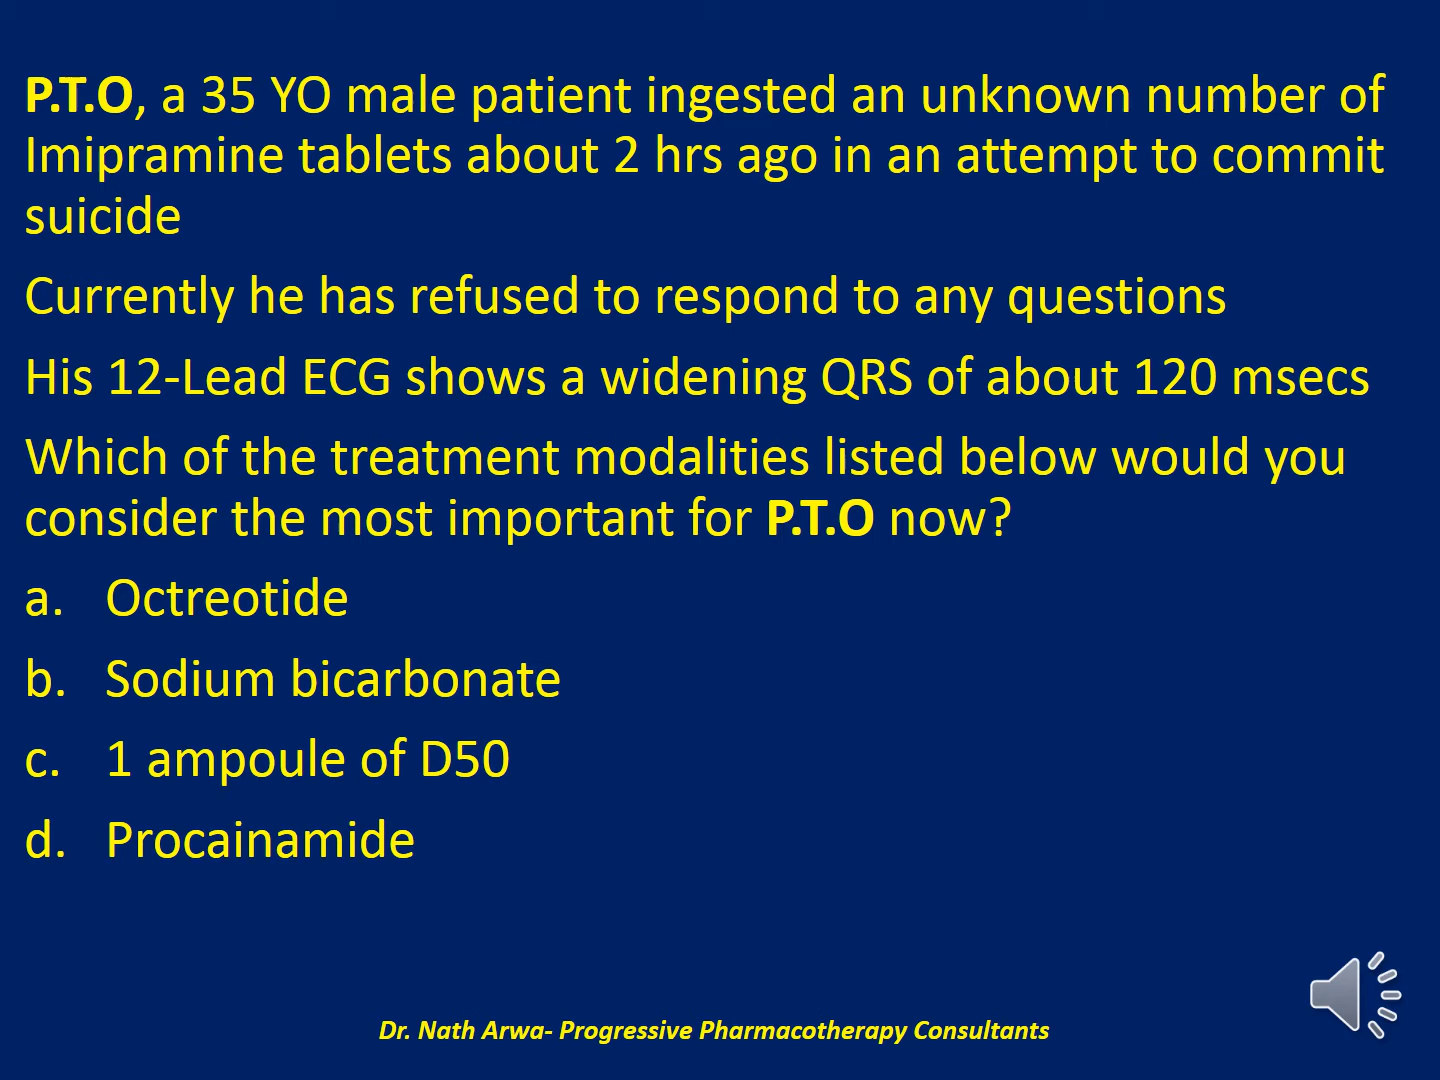 P.T.O, a 35 YO male patient ingested an unknown number of
Imipramine tablets about 2 hrs ago in an attempt to commit
suicide
Currently he has refused to respond to any questions
His 12-Lead ECG shows a widening QRS of about 120 msecs
Which of the treatment modalities listed below would you
consider the most important for P.T.O now?
a. Octreotide
b. Sodium bicarbonate
c. 1 ampoule of D50
d. Procainamide
Dr. Nath Arwa- Progressive Pharmacotherapy Consultants